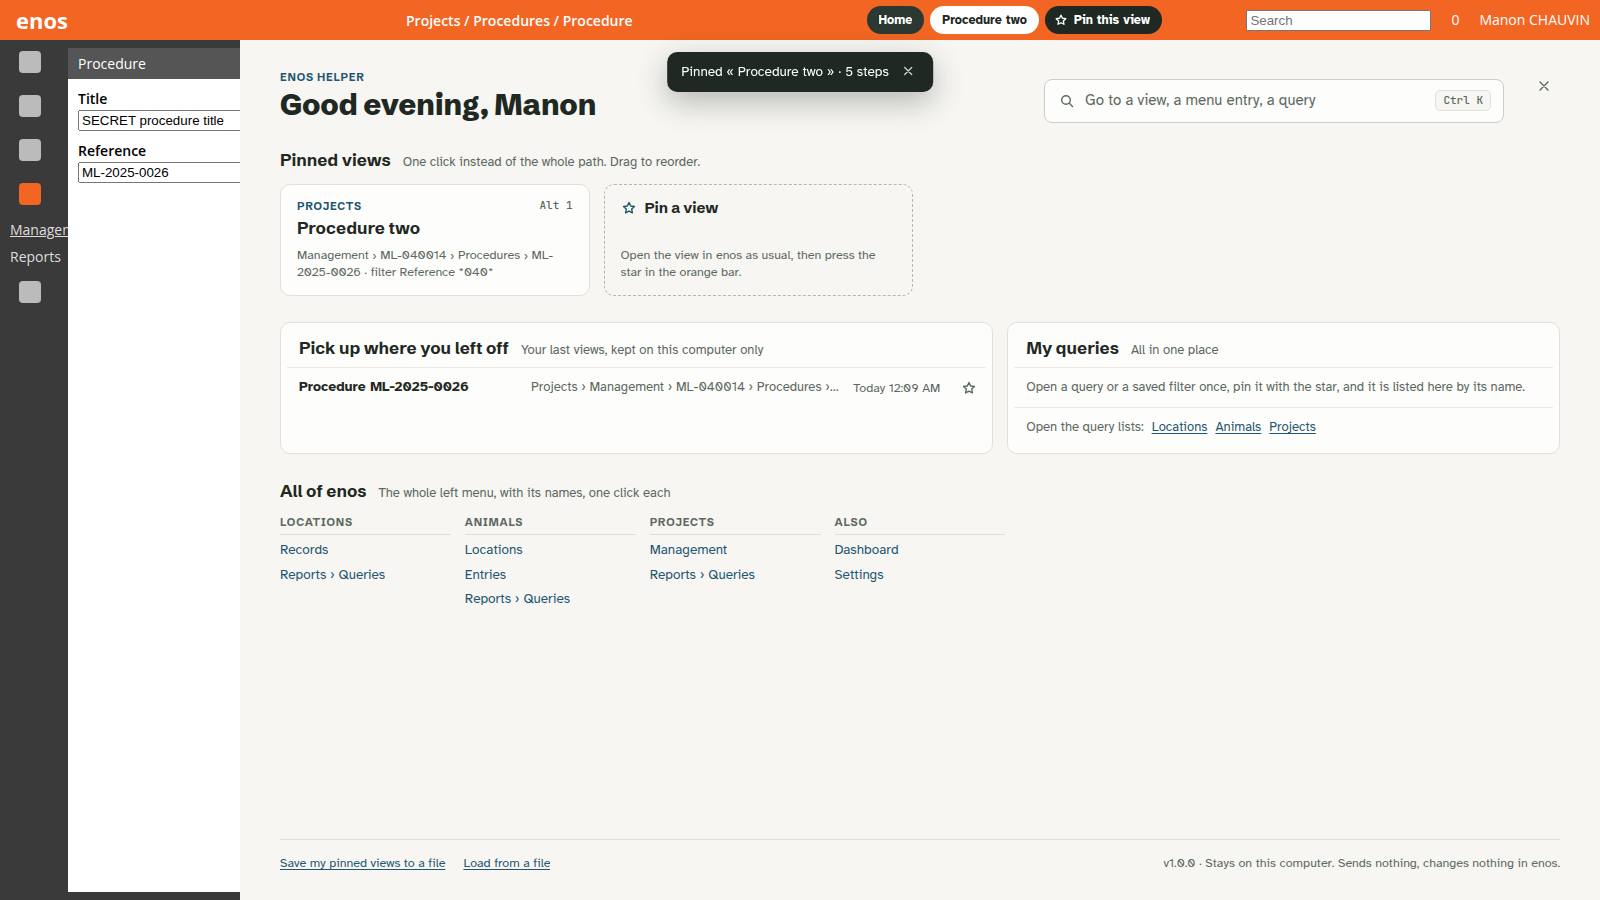 enos
Projects / Procedures / Procedure
Home
Procedure two
Pin this view
Search
0
Manon CHAUVIN
Procedure
Title
SECRET procedure title
Reference
ML-2025-0026
Manager
Reports
Pinned « Procedure two » · 5 steps
ENOS HELPER
Good evening, Manon
Go to a view, a menu entry, a query
Ctrl K
Pinned views
One click instead of the whole path. Drag to reorder.
PROJECTS
Alt 1
Procedure two
Management › ML-040014 › Procedures › ML-
2025-0026 · filter Reference *040*
Pin a view
Open the view in enos as usual, then press the
star in the orange bar.
Pick up where you left off
Your last views, kept on this computer only
Procedure ML-2025-0026
Projects › Management › ML-040014 › Procedures ›...
Today 12:09 AM
My queries
All in one place
Open a query or a saved filter once, pin it with the star, and it is listed here by its name.
Open the query lists: Locations Animals Projects
All of enos
The whole left menu, with its names, one click each
LOCATIONS
Records
Reports › Queries
ANIMALS
Locations
Entries
Reports › Queries
PROJECTS
Management
Reports › Queries
ALSO
Dashboard
Settings
Save my pinned views to a file
Load from a file
v1.0.0 · Stays on this computer. Sends nothing, changes nothing in enos.